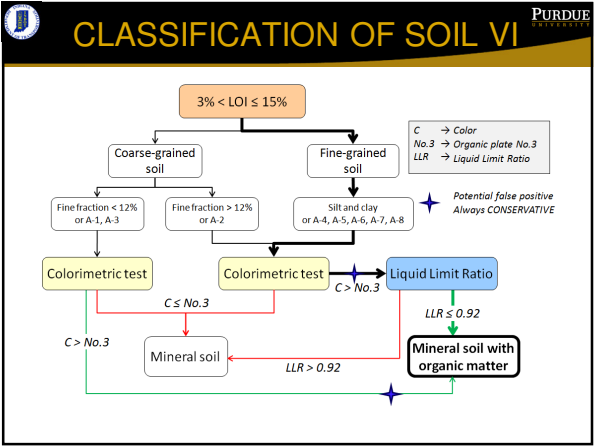 CLASSIFICATION OF SOIL VI
PURDUE
UNIVERSITY
3% < LOI ≤ 15%
C → Color
No.3 → Organic plate No.3
LLR → Liquid Limit Ratio
Coarse-grained
soil
Fine-grained
soil
Potential false positive
Always CONSERVATIVE
Fine fraction < 12%
or A-1, A-3
Fine fraction > 12%
or A-2
Silt and clay
or A-4, A-5, A-6, A-7, A-8
Colorimetric test
Colorimetric test
C > No.3
Liquid Limit Ratio
C ≤ No.3
LLR ≤ 0.92
C > No.3
Mineral soil
LLR > 0.92
Mineral soil with
organic matter